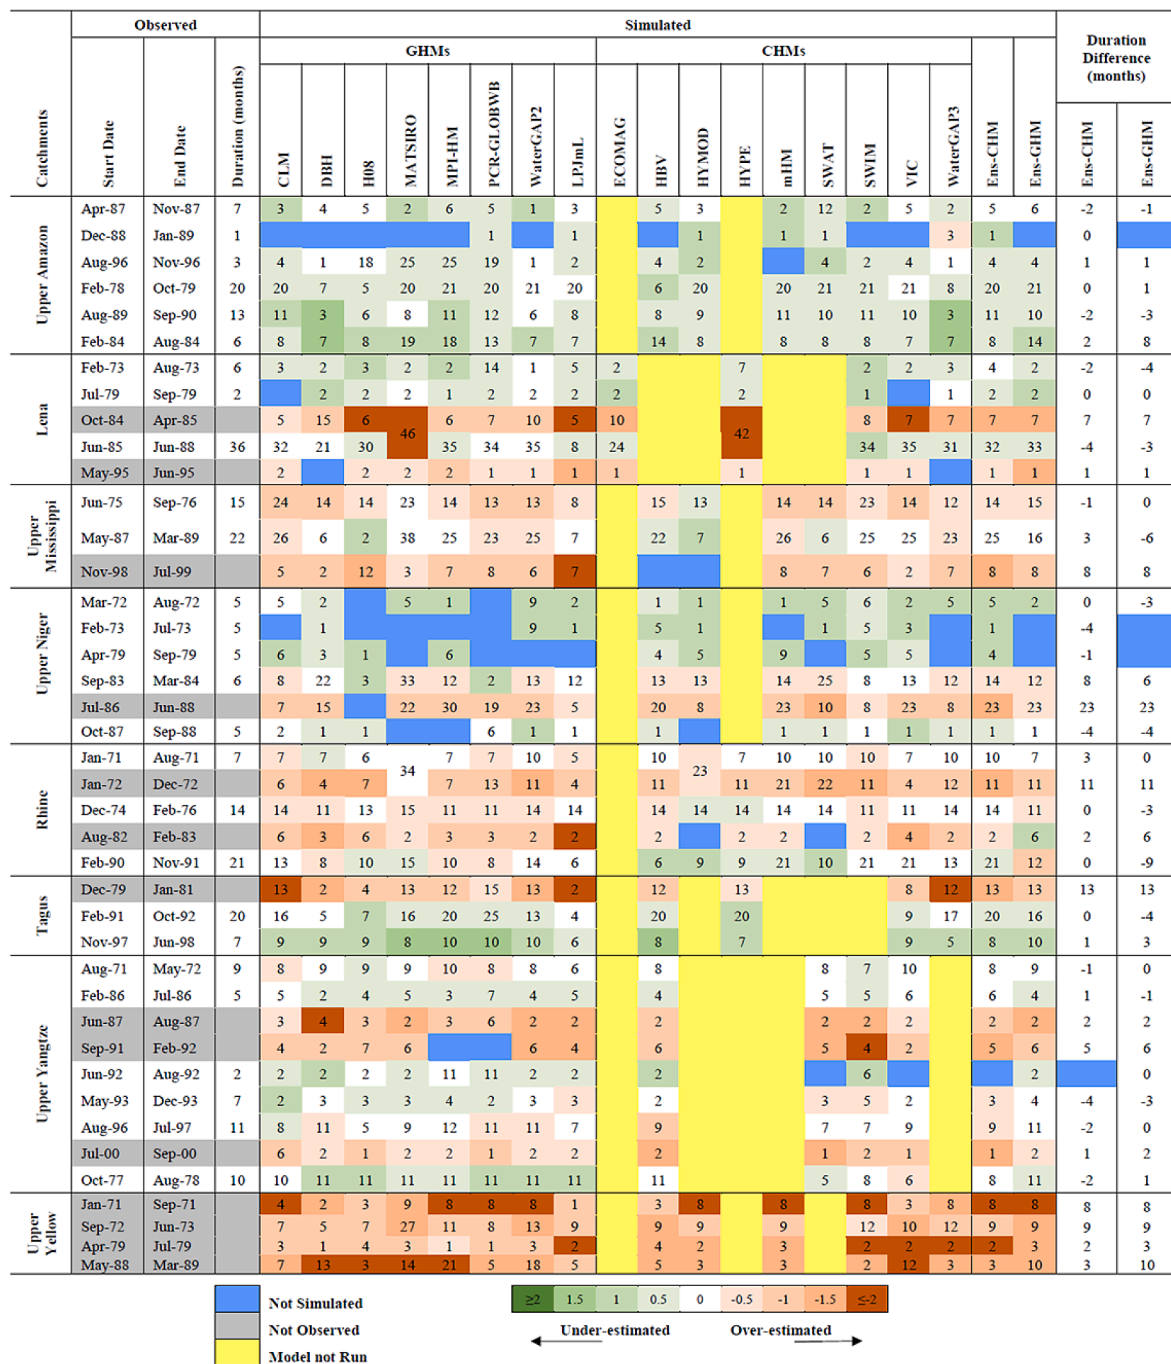 Observed Simulated
Duration Difference (months)
GHMs CHMs
Catchments Start Date End Date Duration (months) CLM DBH H08 MATSIRO MPI-HM PCR-GLOBWB WaterGAP2 LPJmL ECOMAG HBV HYMOD HYPE mHM SWAT SWIM VIC WaterGAP3 Ens-CHM Ens-GHM Ens-CHM Ens-GHM
Upper Amazon
Apr-87 Nov-87 7 3 4 5 2 6 5 1 3 5 3 2 12 2 5 2 5 6 -2 -1
Dec-88 Jan-89 1 1 1 1 1 1 3 1 0
Aug-96 Nov-96 3 4 1 18 25 25 19 1 2 4 2 4 2 4 1 4 4 1 1
Feb-78 Oct-79 20 20 7 5 20 21 20 21 20 6 20 20 21 21 21 8 20 21 0 1
Aug-89 Sep-90 13 11 3 6 8 11 12 6 8 8 9 11 10 11 10 3 11 10 -2 -3
Feb-84 Aug-84 6 8 7 8 19 18 13 7 7 14 8 8 8 8 7 7 8 14 2 8
Lena
Feb-73 Aug-73 6 3 2 3 2 2 14 1 5 2 7 2 2 3 4 2 -2 -4
Jul-79 Sep-79 2 2 2 2 1 2 2 2 2 2 1 1 2 2 0 0
Oct-84 Apr-85 5 15 6 46 6 7 10 5 10 42 8 7 7 7 7 7 7
Jun-85 Jun-88 36 32 21 30 35 34 35 8 24 34 35 31 32 33 -4 -3
May-95 Jun-95 2 2 2 2 1 1 1 1 1 1 1 1 1 1 1
Upper Mississippi
Jun-75 Sep-76 15 24 14 14 23 14 13 13 8 15 13 14 14 23 14 12 14 15 -1 0
May-87 Mar-89 22 26 6 2 38 25 23 25 7 22 7 26 6 25 25 23 25 16 3 -6
Nov-98 Jul-99 5 2 12 3 7 8 6 7 8 7 6 2 7 8 8 8 8
Upper Niger
Mar-72 Aug-72 5 5 2 5 1 9 2 1 1 1 5 6 2 5 5 2 0 -3
Feb-73 Jul-73 5 1 9 1 5 1 1 5 3 1 -4
Apr-79 Sep-79 5 6 3 1 6 4 5 9 5 5 4 -1
Sep-83 Mar-84 6 8 22 3 33 12 2 13 12 13 13 14 25 8 13 12 14 12 8 6
Jul-86 Jun-88 7 15 22 30 19 23 5 20 8 23 10 8 23 8 23 23 23 23
Oct-87 Sep-88 5 2 1 1 6 1 1 1 1 1 1 1 1 1 1 -4 -4
Rhine
Jan-71 Aug-71 7 7 7 6 34 7 7 10 5 10 23 7 10 10 10 7 10 10 7 3 0
Jan-72 Dec-72 6 4 7 7 13 11 4 11 11 21 22 11 4 12 11 11 11 11
Dec-74 Feb-76 14 14 11 13 15 11 11 14 14 14 14 14 14 14 11 11 14 14 11 0 -3
Aug-82 Feb-83 6 3 6 2 3 3 2 2 2 2 2 2 4 2 2 6 2 6
Feb-90 Nov-91 21 13 8 10 15 10 8 14 6 6 9 9 21 10 21 21 13 21 12 0 -9
Tagus
Dec-79 Jan-81 13 2 4 13 12 15 13 2 12 13 8 12 13 13 13 13
Feb-91 Oct-92 20 16 5 7 16 20 25 13 4 20 20 9 17 20 16 0 -4
Nov-97 Jun-98 7 9 9 9 8 10 10 10 6 8 7 9 5 8 10 1 3
Upper Yangtze
Aug-71 May-72 9 8 9 9 9 10 8 8 6 8 8 7 10 8 9 -1 0
Feb-86 Jul-86 5 5 2 4 5 3 7 4 5 4 5 5 6 6 4 1 -1
Jun-87 Aug-87 3 4 3 2 3 6 2 2 2 2 2 2 2 2 2 2
Sep-91 Feb-92 4 2 7 6 6 4 6 5 4 2 5 6 5 6
Jun-92 Aug-92 2 2 2 2 2 11 11 2 2 2 6 2 0
May-93 Dec-93 7 2 3 3 3 4 2 3 3 2 3 5 2 3 4 -4 -3
Aug-96 Jul-97 11 8 11 5 9 12 11 11 7 9 7 7 9 9 11 -2 0
Jul-00 Sep-00 6 2 1 2 2 1 2 2 2 1 2 1 1 2 1 2
Oct-77 Aug-78 10 10 11 11 11 11 11 11 11 11 5 8 6 8 11 -2 1
Upper Yellow
Jan-71 Sep-71 4 2 3 9 8 8 8 1 3 8 8 8 3 8 8 8 8 8
Sep-72 Jun-73 7 5 7 27 11 8 13 9 9 9 9 12 10 12 9 9 9 9
Apr-79 Jul-79 3 1 4 3 1 1 3 2 4 2 3 2 2 2 2 3 2 3
May-88 Mar-89 7 13 3 14 21 5 18 5 5 3 3 2 12 3 3 10 3 10
Not Simulated
Not Observed
Model not Run
≥2 1.5 1 0.5 0 -0.5 -1 -1.5 ≤-2
Under-estimated Over-estimated